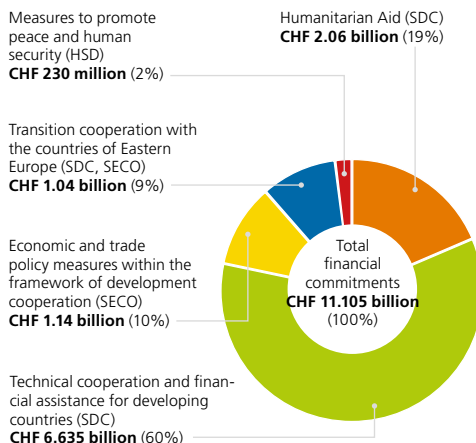 Measures to promote
peace and human
security (HSD)
CHF 230 million (2%)
Humanitarian Aid (SDC)
CHF 2.06 billion (19%)
Transition cooperation with
the countries of Eastern
Europe (SDC, SECO)
CHF 1.04 billion (9%)
Economic and trade
policy measures within the
framework of development
cooperation (SECO)
CHF 1.14 billion (10%)
Total
financial
commitments
CHF 11.105 billion
(100%)
Technical cooperation and finan-
cial assistance for developing
countries (SDC)
CHF 6.635 billion (60%)